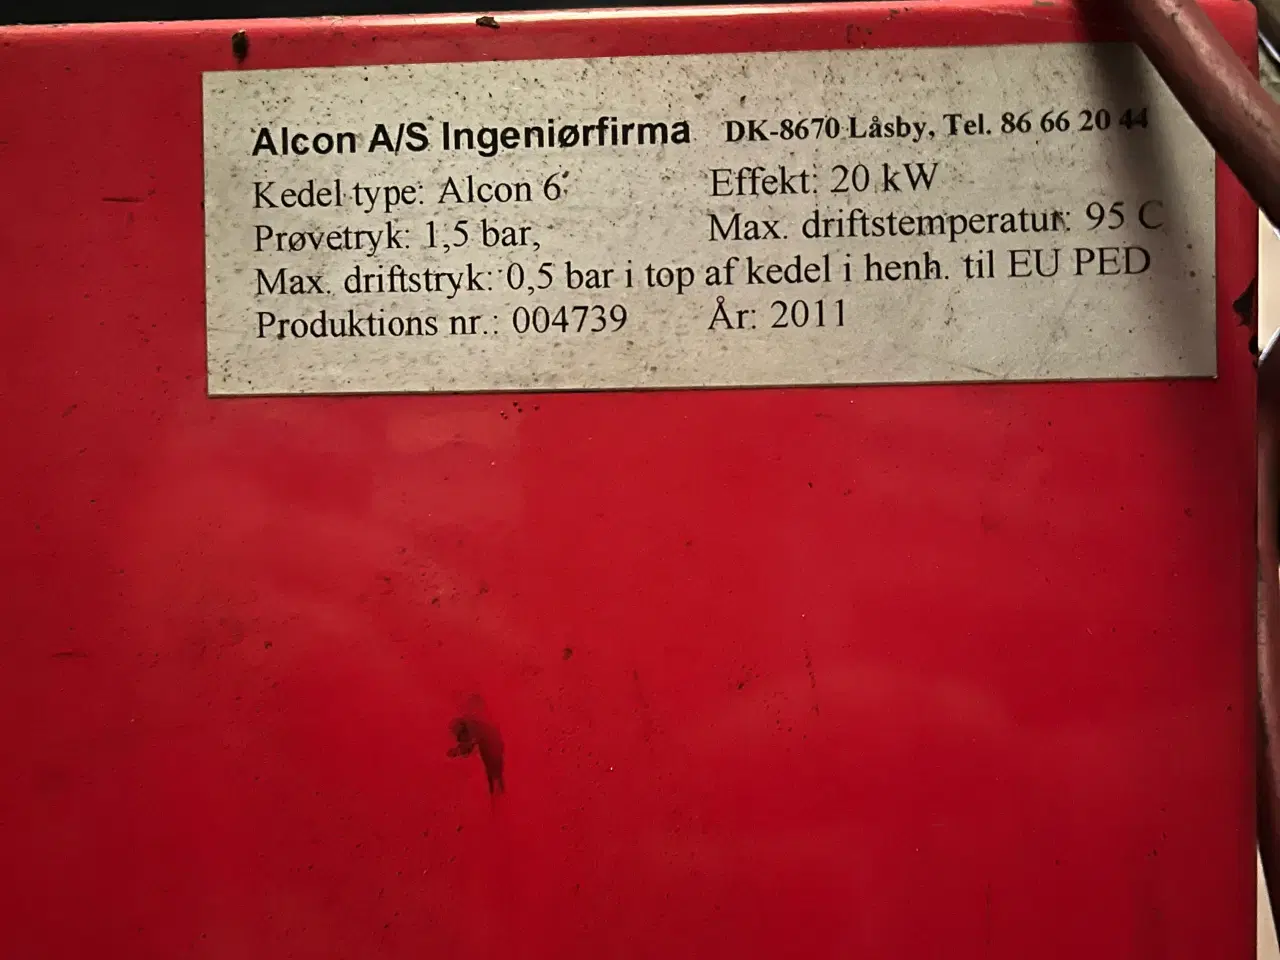 Alcon A/S Ingeniørfirma DK-8670 Låsby, Tel. 86 66 20 44
Kedel type: Alcon 6 Effekt: 20 kW
Prøvetryk: 1,5 bar, Max. driftstemperatur: 95 C
Max. driftstryk: 0,5 bar i top af kedel i henh. til EU PED
Produktions nr.: 004739 År: 2011